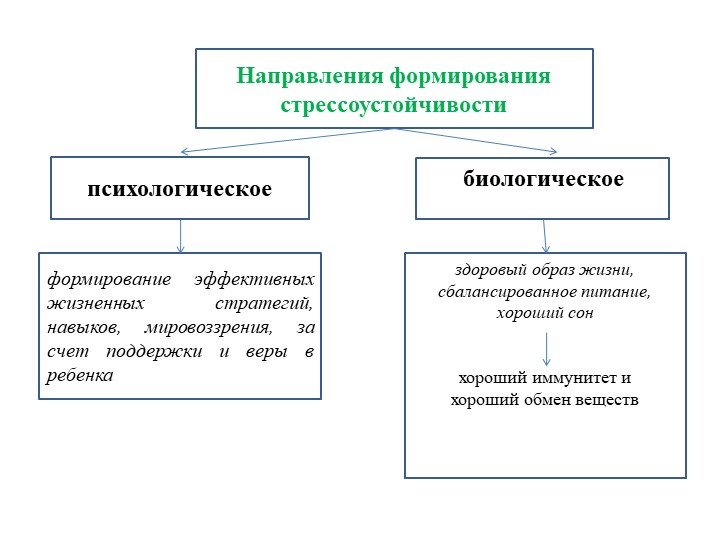 Направления формирования
стрессоустойчивости
психологическое
биологическое
формирование эффективных
жизненных стратегий,
навыков, мировоззрения, за
счет поддержки и веры в
ребенка
здоровый образ жизни,
сбалансированное питание,
хороший сон
хороший иммунитет и
хороший обмен веществ